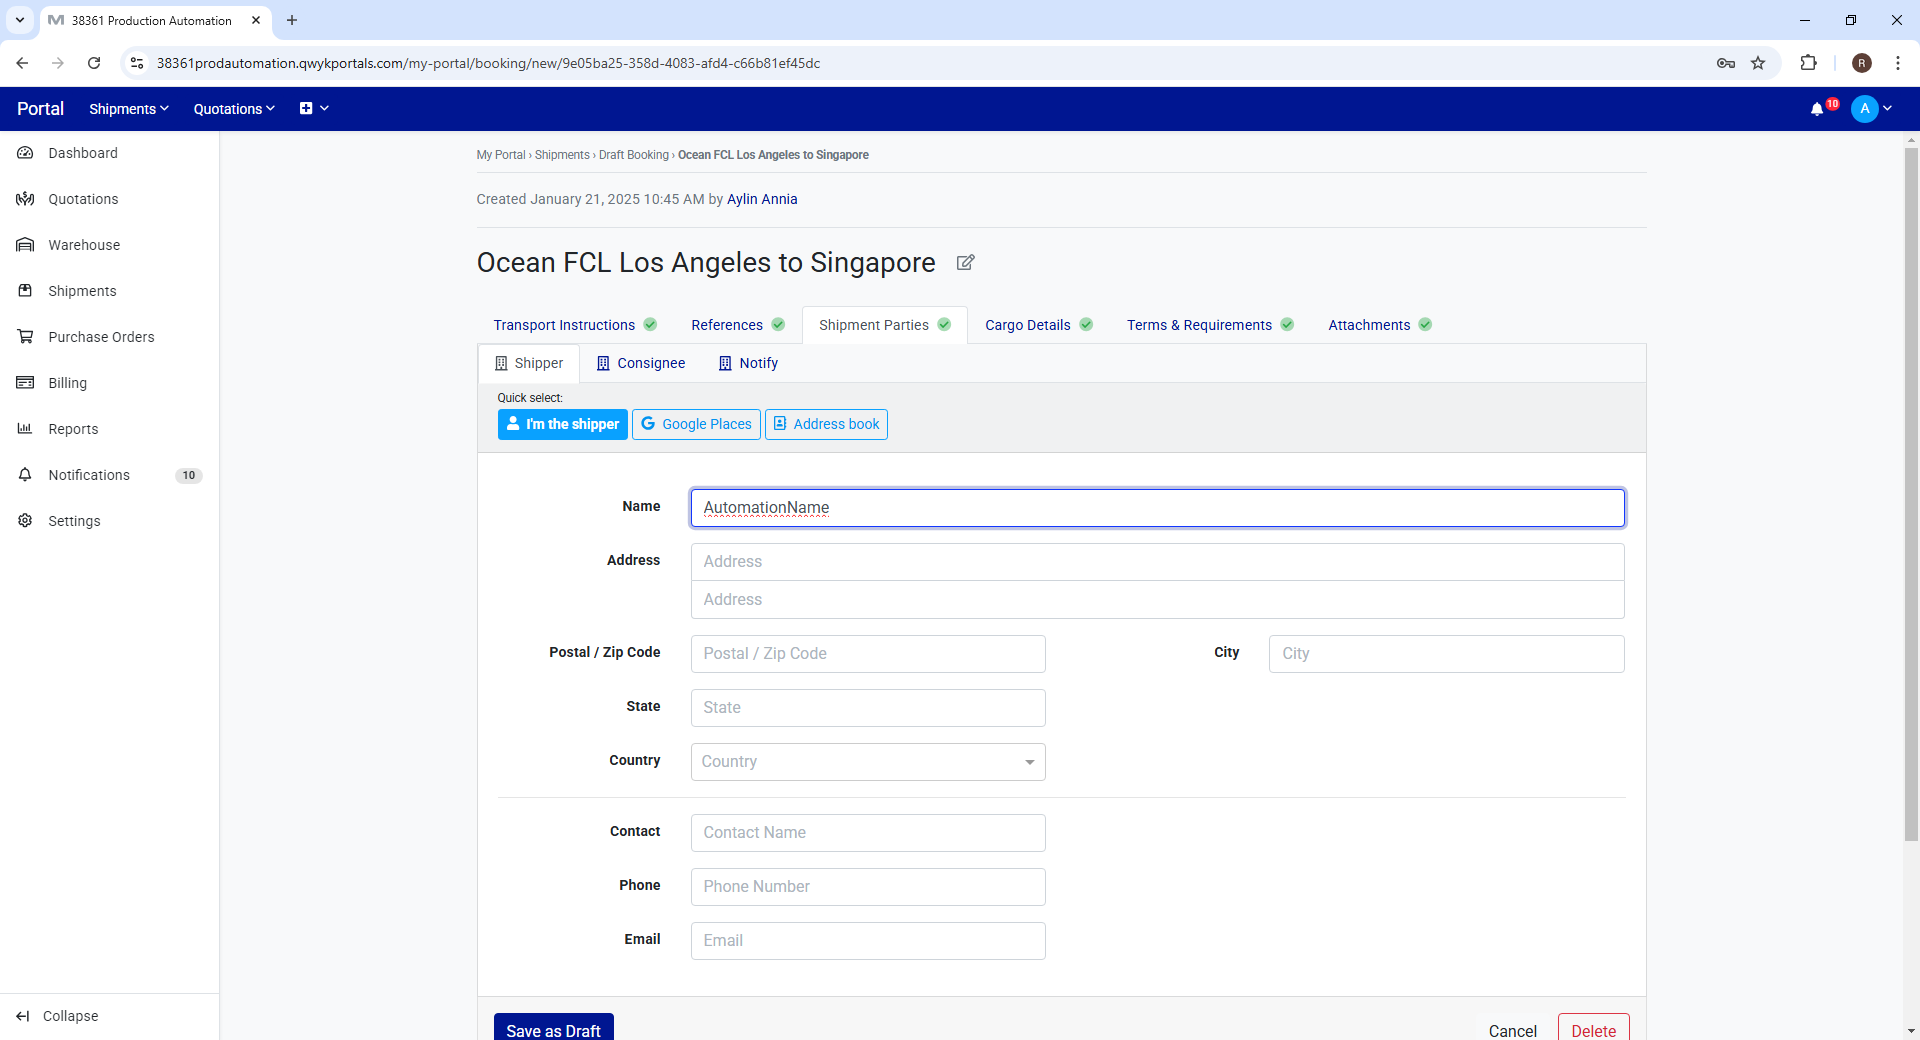 38361 Production Automation
38361prodautomation.qwykportals.com/my-portal/booking/new/9e05ba25-358d-4083-afd4-c66b81ef45dc
R
Portal
Shipments
Quotations
10
A
Dashboard
Quotations
Warehouse
Shipments
Purchase Orders
Billing
Reports
Notifications
10
Settings
Collapse
My Portal › Shipments › Draft Booking › Ocean FCL Los Angeles to Singapore
Created January 21, 2025 10:45 AM by Aylin Annia
Ocean FCL Los Angeles to Singapore
Transport Instructions
References
Shipment Parties
Cargo Details
Terms & Requirements
Attachments
Shipper
Consignee
Notify
Quick select:
I'm the shipper
Google Places
Address book
Name
AutomationName
Address
Address
Address
Postal / Zip Code
Postal / Zip Code
City
City
State
State
Country
Country
Contact
Contact Name
Phone
Phone Number
Email
Email
Save as Draft
Cancel
Delete